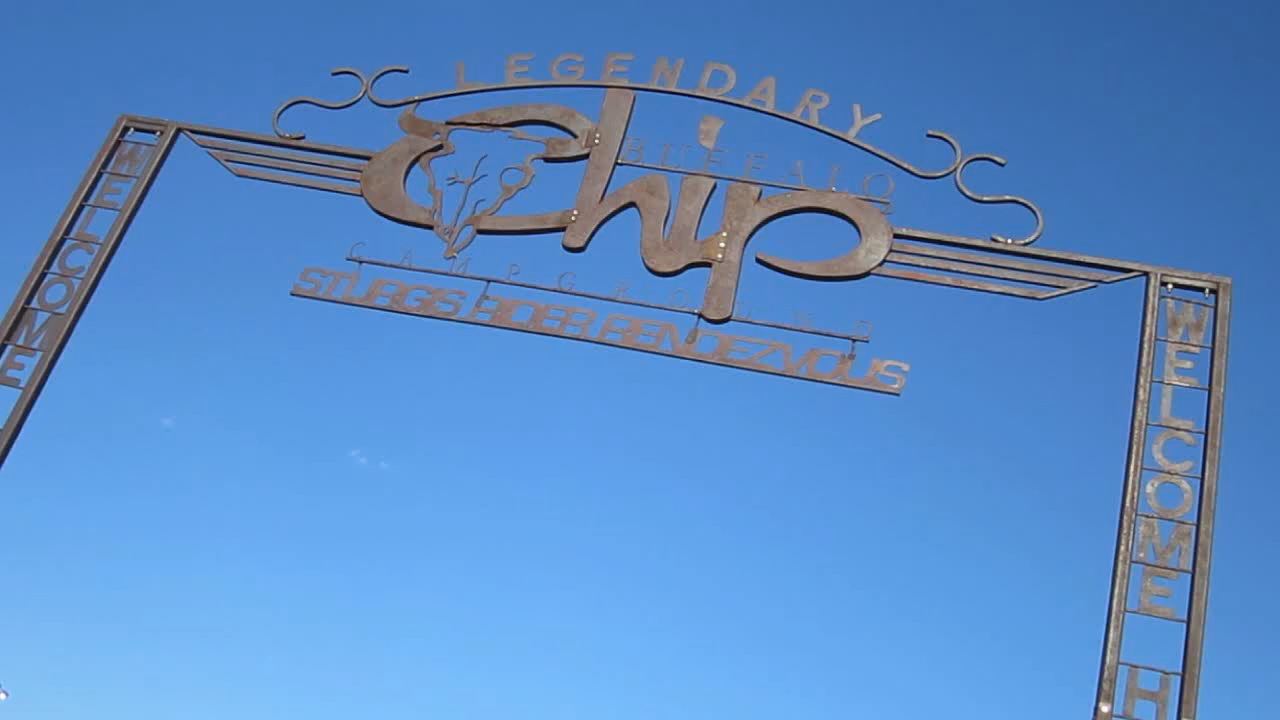 LEGENDARY
BUFFALO
Chip
CAMPGROUND
STURGIS RIDER RENDEZVOUS
WELCOME
WELCOME H